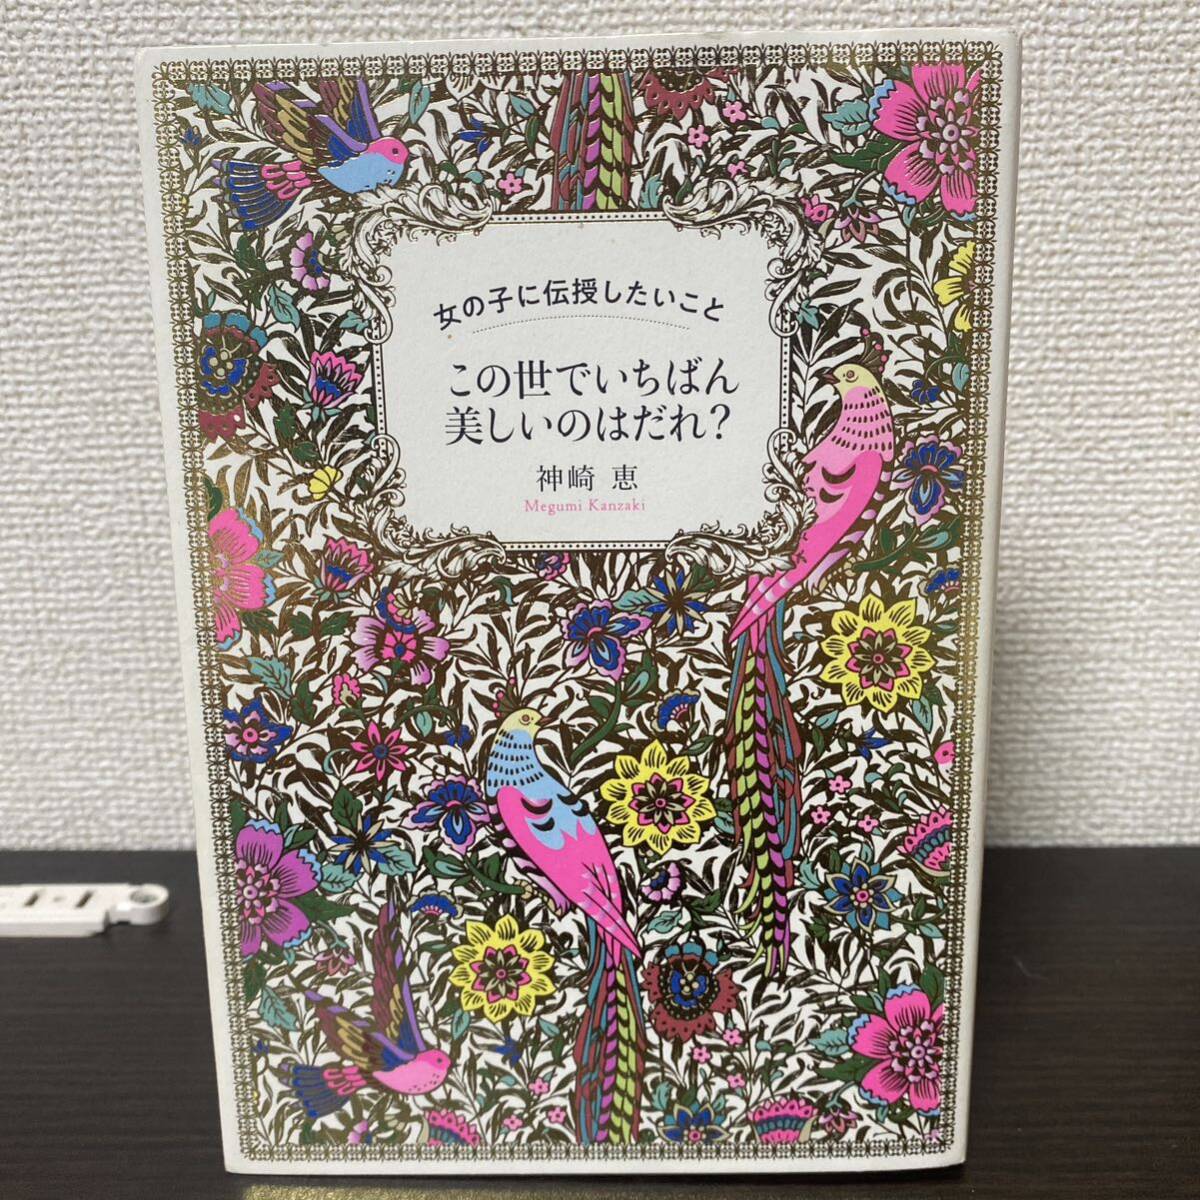 女の子に伝授したいこと
この世でいちばん
美しいのはだれ?
神崎 恵
Megumi Kanzaki